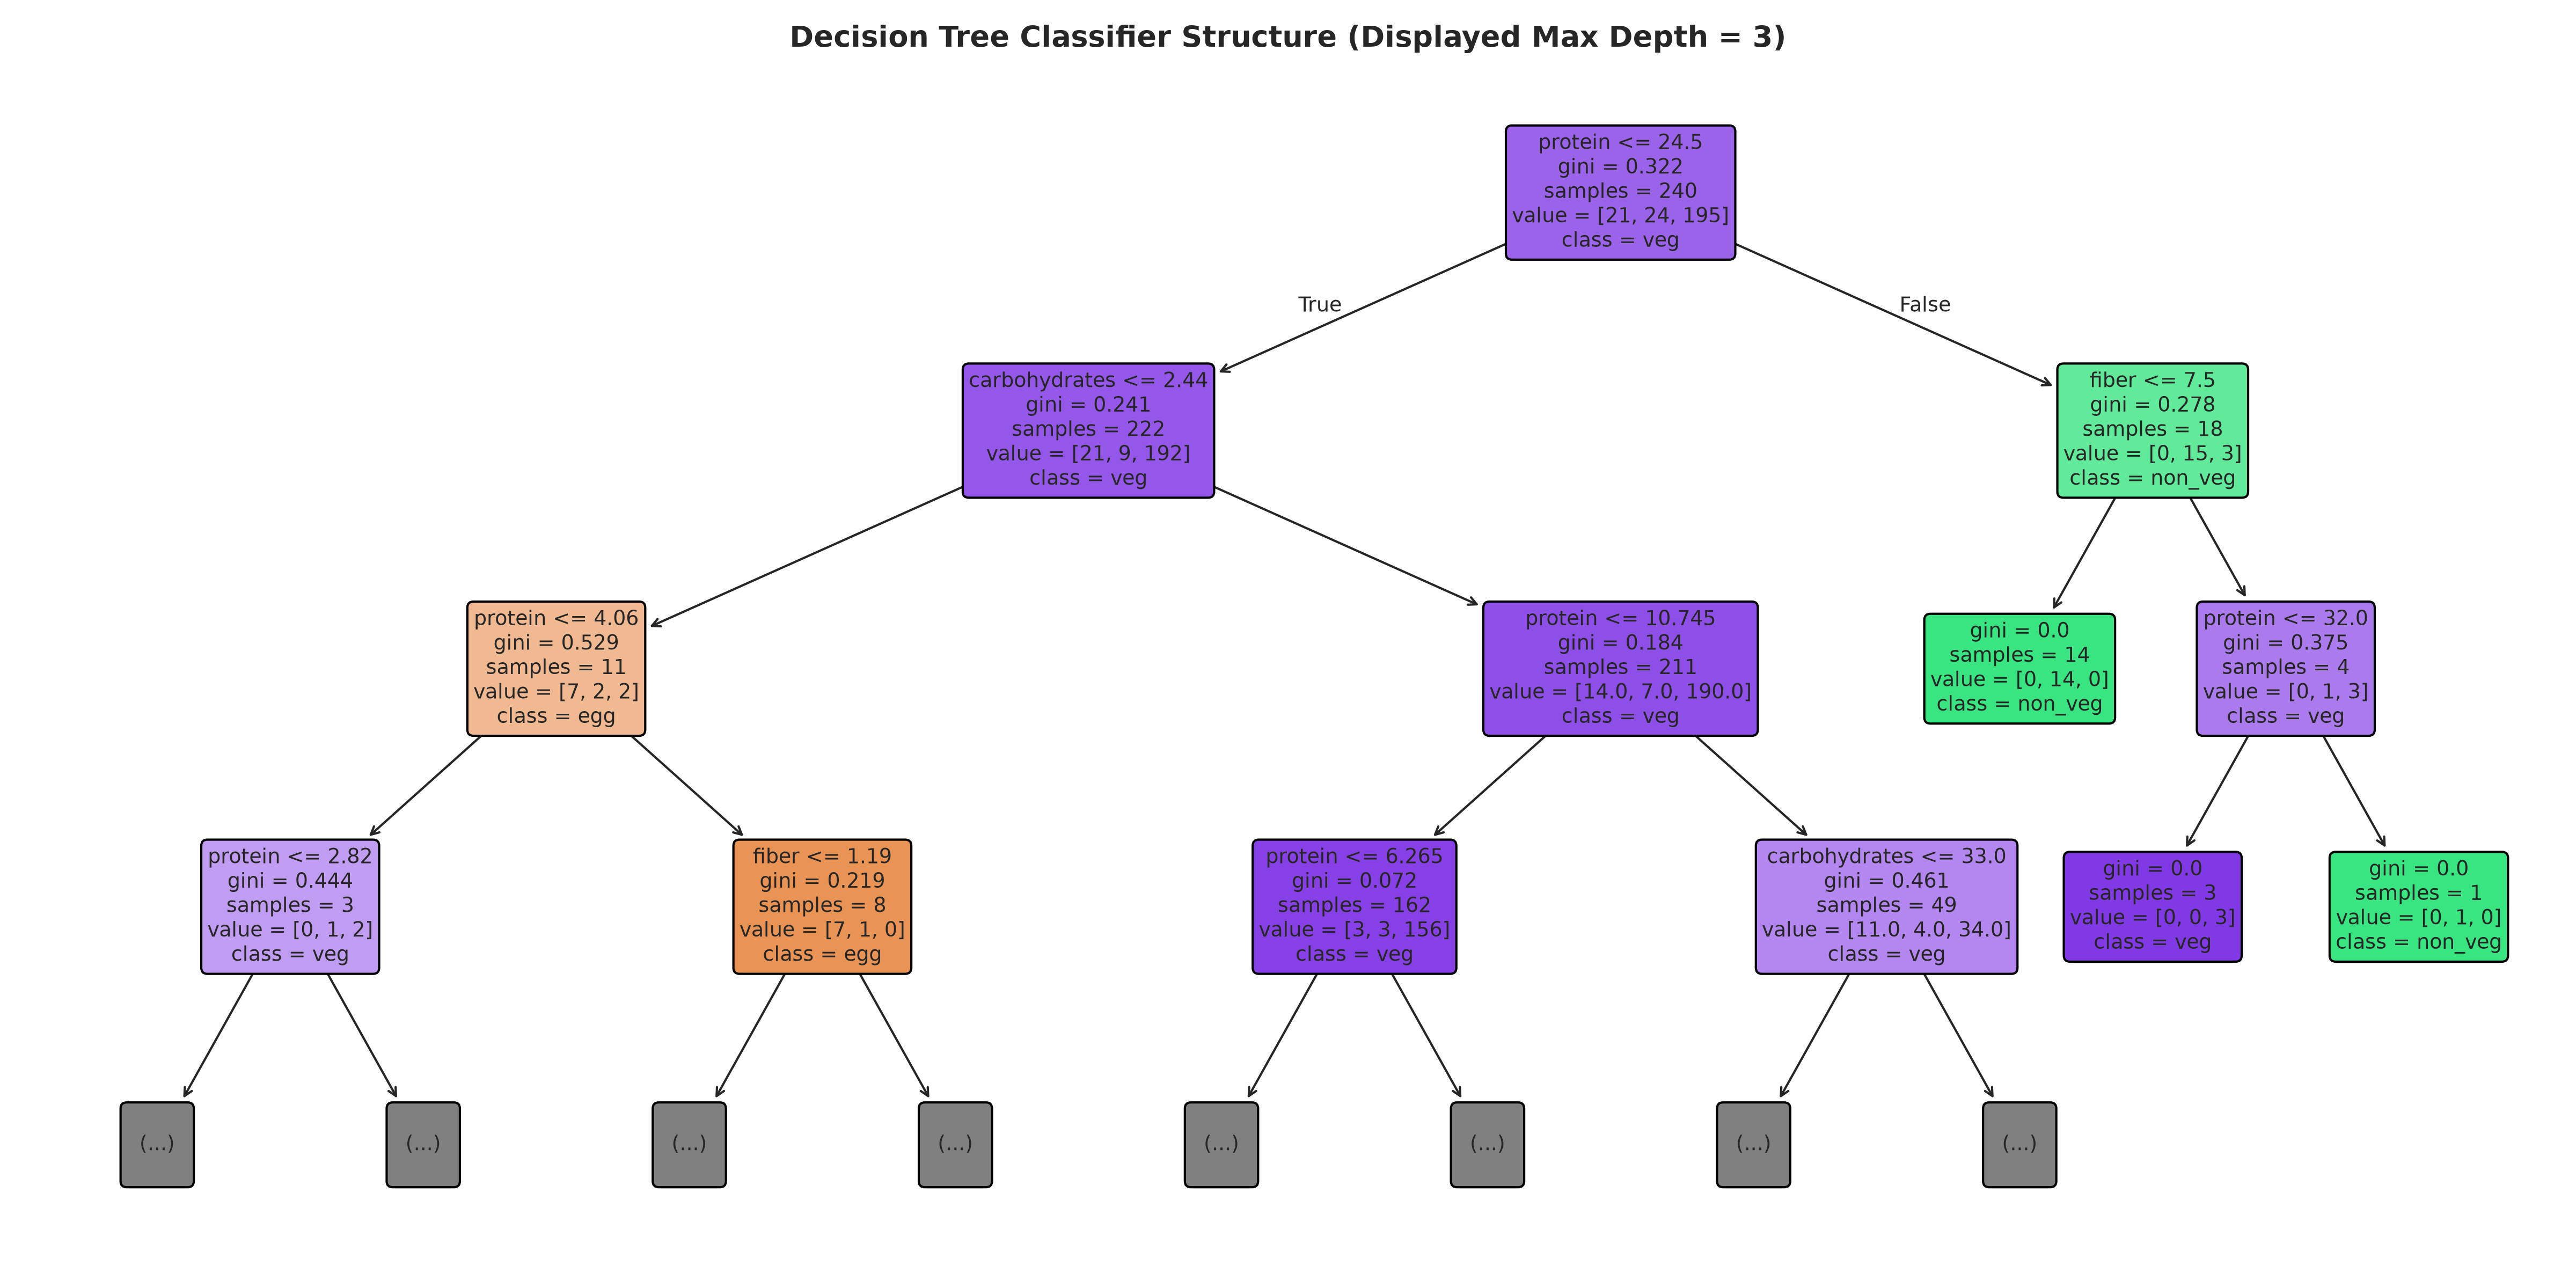 Decision Tree Classifier Structure (Displayed Max Depth = 3)
protein <= 24.5
gini = 0.322
samples = 240
value = [21, 24, 195]
class = veg
True
False
carbohydrates <= 2.44
gini = 0.241
samples = 222
value = [21, 9, 192]
class = veg
fiber <= 7.5
gini = 0.278
samples = 18
value = [0, 15, 3]
class = non_veg
protein <= 4.06
gini = 0.529
samples = 11
value = [7, 2, 2]
class = egg
protein <= 10.745
gini = 0.184
samples = 211
value = [14.0, 7.0, 190.0]
class = veg
gini = 0.0
samples = 14
value = [0, 14, 0]
class = non_veg
protein <= 32.0
gini = 0.375
samples = 4
value = [0, 1, 3]
class = veg
protein <= 2.82
gini = 0.444
samples = 3
value = [0, 1, 2]
class = veg
fiber <= 1.19
gini = 0.219
samples = 8
value = [7, 1, 0]
class = egg
protein <= 6.265
gini = 0.072
samples = 162
value = [3, 3, 156]
class = veg
carbohydrates <= 33.0
gini = 0.461
samples = 49
value = [11.0, 4.0, 34.0]
class = veg
gini = 0.0
samples = 3
value = [0, 0, 3]
class = veg
gini = 0.0
samples = 1
value = [0, 1, 0]
class = non_veg
(...)
(...)
(...)
(...)
(...)
(...)
(...)
(...)